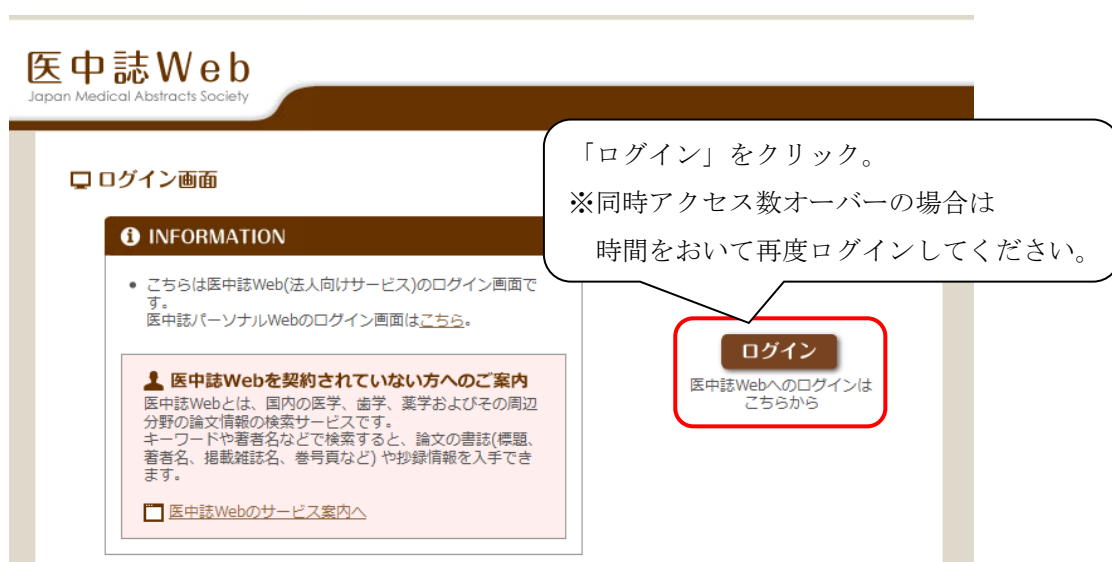 医中誌Web
Japan Medical Abstracts Society
「ログイン」をクリック。
※同時アクセス数オーバーの場合は
時間をおいて再度ログインしてください。
ログイン画面
INFORMATION
こちらは医中誌Web(法人向けサービス)のログイン画面で
す。
医中誌パーソナルWebのログイン画面はこちら。
医中誌Webを契約されていない方へのご案内
医中誌Webとは、国内の医学、歯学、薬学およびその周辺
分野の論文情報の検索サービスです。
キーワードや著者名などで検索すると、論文の書誌(標題、
著者名、掲載雑誌名、巻号頁など) や抄録情報を入手でき
ます。
医中誌Webのサービス案内へ
ログイン
医中誌Webへのログインは
こちらから